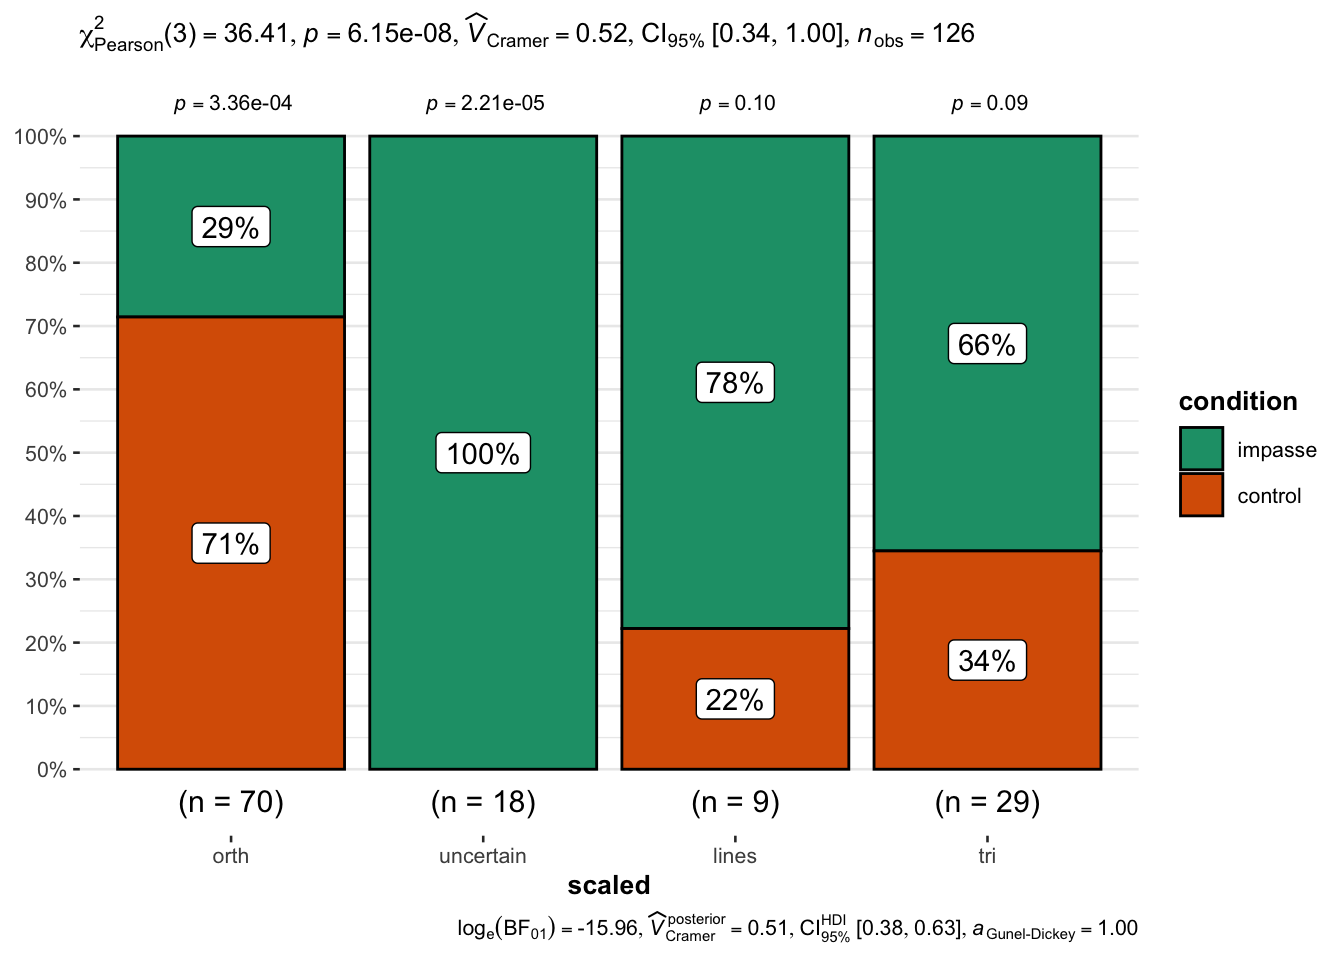 χ²Pearson(3) = 36.41, p = 6.15e-08, V̂Cramer = 0.52, CI95% [0.34, 1.00], nobs = 126
p = 3.36e-04 p = 2.21e-05 p = 0.10 p = 0.09
100%
90%
80%
70%
60%
50%
40%
30%
20%
10%
0%
29%
71%
100%
78%
22%
66%
34%
condition
impasse
control
(n = 70) (n = 18) (n = 9) (n = 29)
orth uncertain lines tri
scaled
loge(BF01) = -15.96, V̂Cramer posterior = 0.51, CI95% HDI [0.38, 0.63], aGunel-Dickey = 1.00